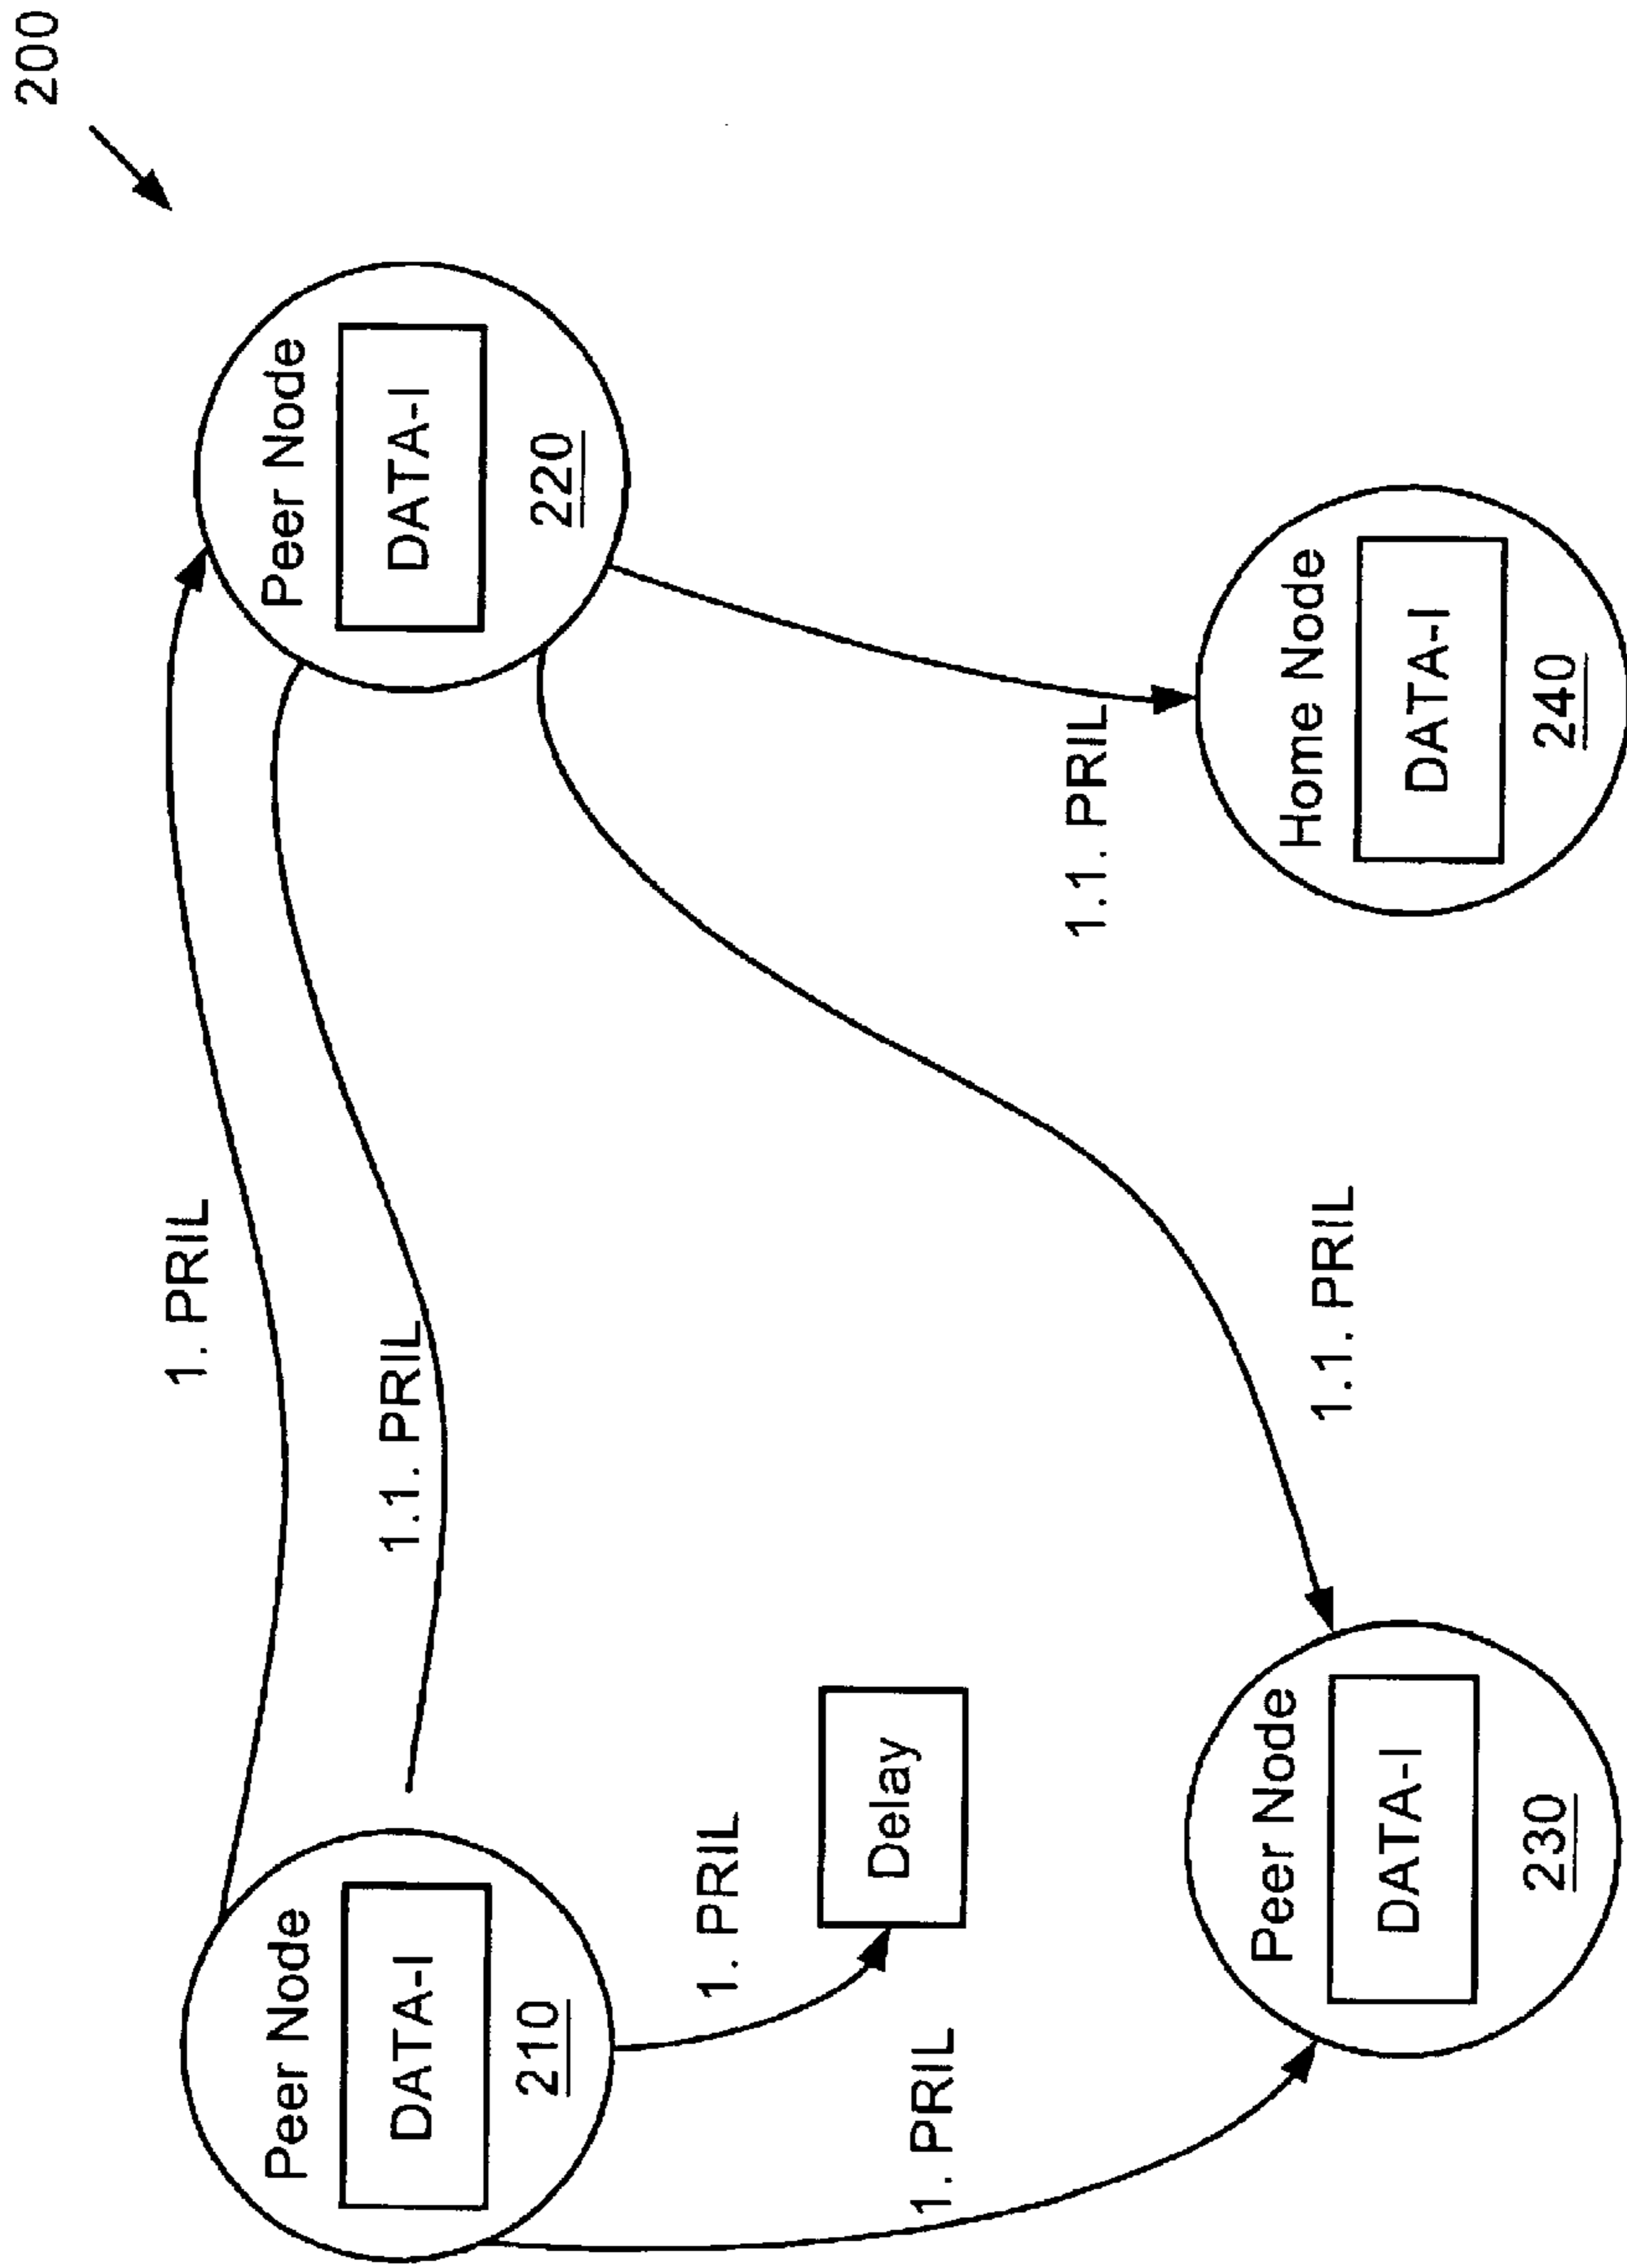 200
1. PRIL
Peer Node
DATA-I
210
1.1. PRIL
Peer Node
DATA-I
220
1. PRIL
Delay
1. PRIL
1.1. PRIL
Peer Node
DATA-I
230
1.1. PRIL
Home Node
DATA-I
240